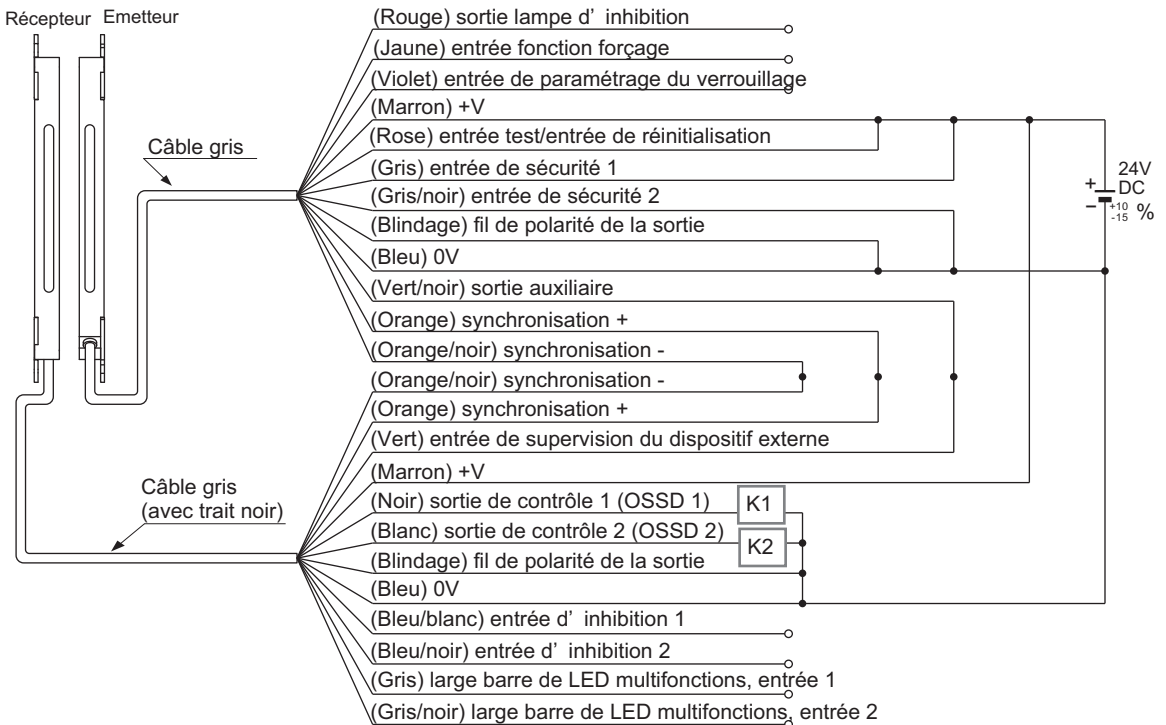 Récepteur Emetteur
(Rouge) sortie lampe d' inhibition
(Jaune) entrée fonction forçage
(Violet) entrée de paramétrage du verrouillage
(Marron) +V
(Rose) entrée test/entrée de réinitialisation
Câble gris
(Gris) entrée de sécurité 1
(Gris/noir) entrée de sécurité 2
(Blindage) fil de polarité de la sortie
(Bleu) 0V
24V
+ DC
− +10
-15 %
(Vert/noir) sortie auxiliaire
(Orange) synchronisation +
(Orange/noir) synchronisation -
(Orange/noir) synchronisation -
(Orange) synchronisation +
(Vert) entrée de supervision du dispositif externe
(Marron) +V
Câble gris
(avec trait noir)
(Noir) sortie de contrôle 1 (OSSD 1) K1
(Blanc) sortie de contrôle 2 (OSSD 2) K2
(Blindage) fil de polarité de la sortie
(Bleu) 0V
(Bleu/blanc) entrée d' inhibition 1
(Bleu/noir) entrée d' inhibition 2
(Gris) large barre de LED multifonctions, entrée 1
(Gris/noir) large barre de LED multifonctions, entrée 2